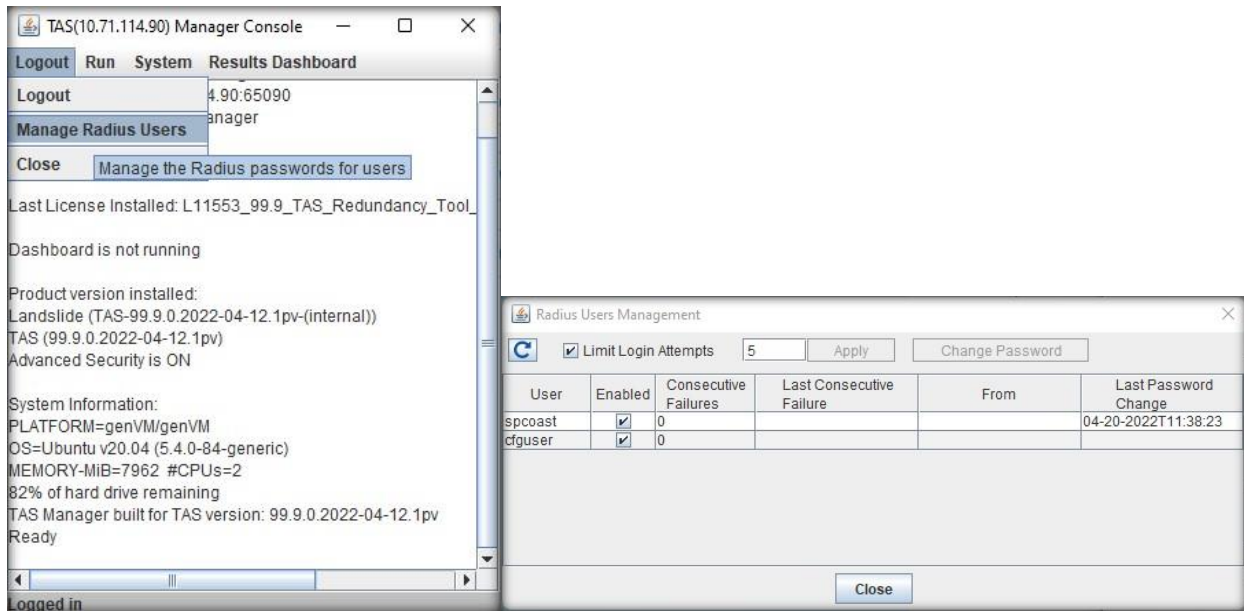 TAS(10.71.114.90) Manager Console
Logout Run System Results Dashboard
Logout
4.90:65090
Manage Radius Users
anager
Close
Manage the Radius passwords for users
Last License Installed: L11553_99.9_TAS_Redundancy_Tool_
Dashboard is not running
Product version installed:
Landslide (TAS-99.9.0.2022-04-12.1pv-(internal))
TAS (99.9.0.2022-04-12.1pv)
Advanced Security is ON
System Information:
PLATFORM=genVM/genVM
OS=Ubuntu v20.04 (5.4.0-84-generic)
MEMORY-MiB=7962 #CPUs=2
82% of hard drive remaining
TAS Manager built for TAS version: 99.9.0.2022-04-12.1pv
Ready
Logged in
Radius Users Management
Limit Login Attempts 5 Apply Change Password
User Enabled Consecutive Failures Last Consecutive Failure From Last Password Change
spcoast 0 04-20-2022T11:38:23
cfguser 0
Close